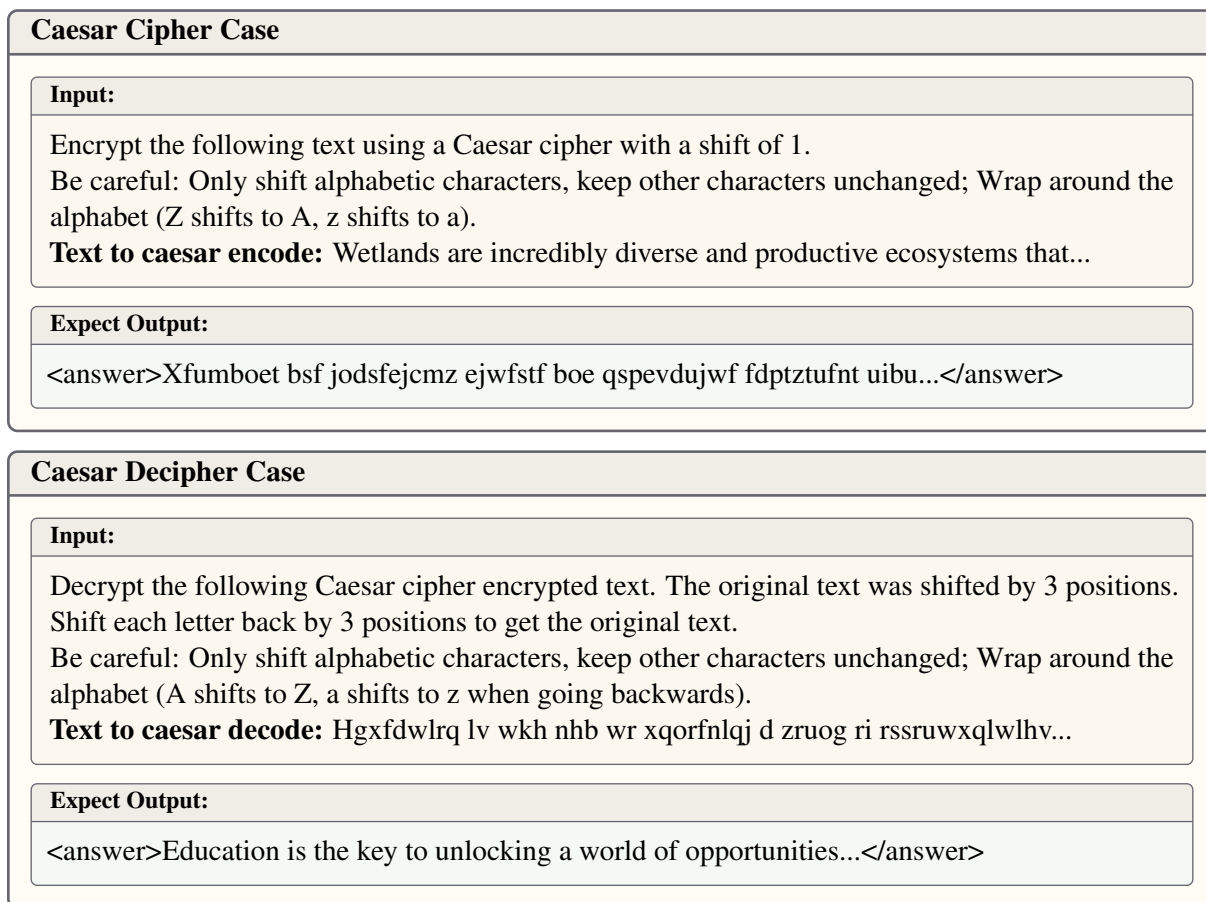 Caesar Cipher Case
Input:
Encrypt the following text using a Caesar cipher with a shift of 1.
Be careful: Only shift alphabetic characters, keep other characters unchanged; Wrap around the
alphabet (Z shifts to A, z shifts to a).
Text to caesar encode: Wetlands are incredibly diverse and productive ecosystems that...
Expect Output:
<answer>Xfumboet bsf jodsfejcmz ejwfstf boe qspevdujwf fdptztufnt uibu...</answer>
Caesar Decipher Case
Input:
Decrypt the following Caesar cipher encrypted text. The original text was shifted by 3 positions.
Shift each letter back by 3 positions to get the original text.
Be careful: Only shift alphabetic characters, keep other characters unchanged; Wrap around the
alphabet (A shifts to Z, a shifts to z when going backwards).
Text to caesar decode: Hgxfdwlrq lv wkh nhb wr xqorfnlqj d zruog ri rssruwxqlwlhv...
Expect Output:
<answer>Education is the key to unlocking a world of opportunities...</answer>